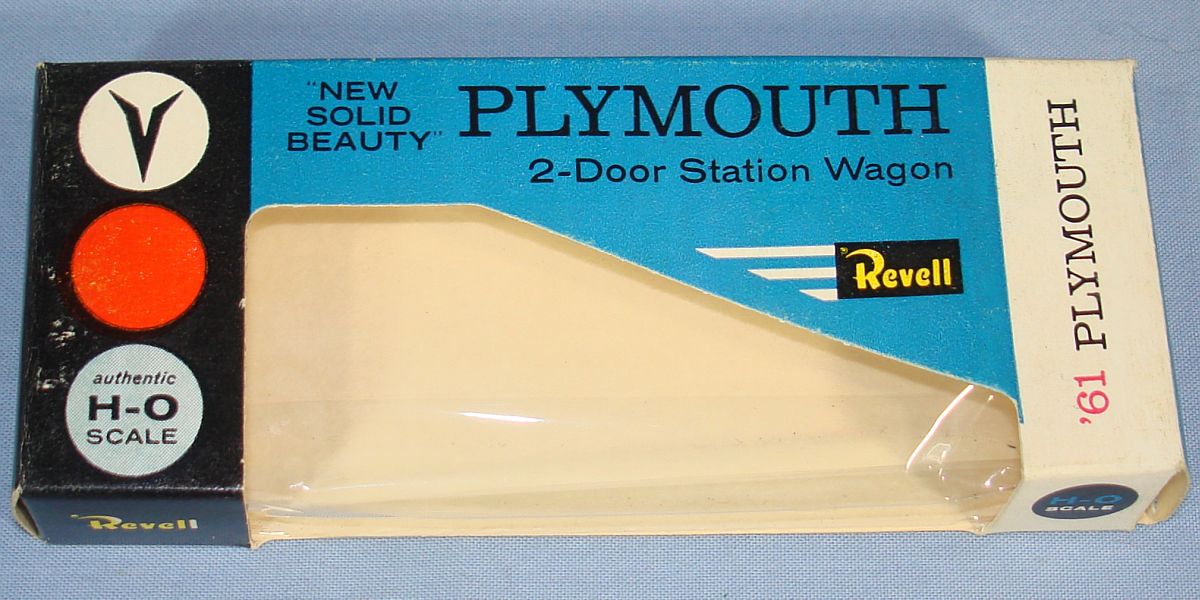 "NEW
SOLID
BEAUTY"
PLYMOUTH
2-Door Station Wagon
Revell
authentic
H-O
SCALE
Revell
'61 PLYMOUTH
H-O
SCALE